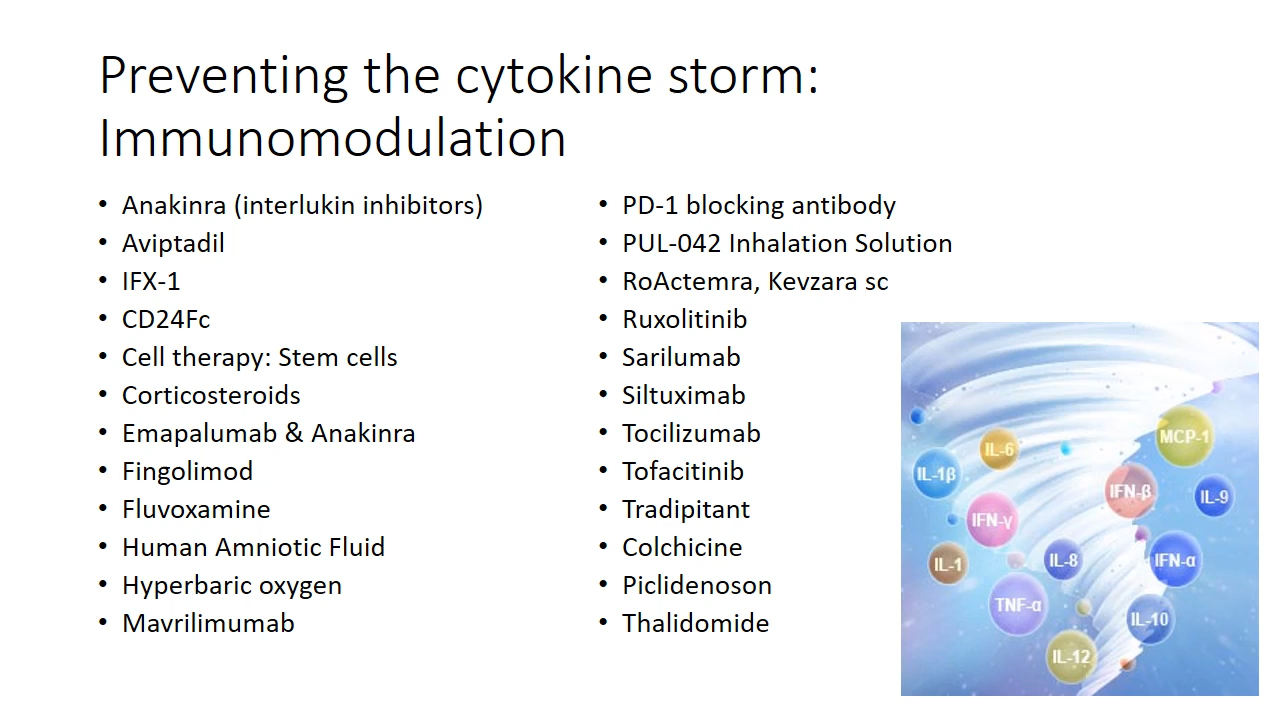 Preventing the cytokine storm:
Immunomodulation
• Anakinra (interlukin inhibitors)
• Aviptadil
• IFX-1
• CD24Fc
• Cell therapy: Stem cells
• Corticosteroids
• Emapalumab & Anakinra
• Fingolimod
• Fluvoxamine
• Human Amniotic Fluid
• Hyperbaric oxygen
• Mavrilimumab
• PD-1 blocking antibody
• PUL-042 Inhalation Solution
• RoActemra, Kevzara sc
• Ruxolitinib
• Sarilumab
• Siltuximab
• Tocilizumab
• Tofacitinib
• Tradipitant
• Colchicine
• Piclidenoson
• Thalidomide
MCP-1
IL-6
IL-1β
IFN-β
IL-9
IFN-γ
IL-1
IL-8
IFN-α
TNF-α
IL-10
IL-12